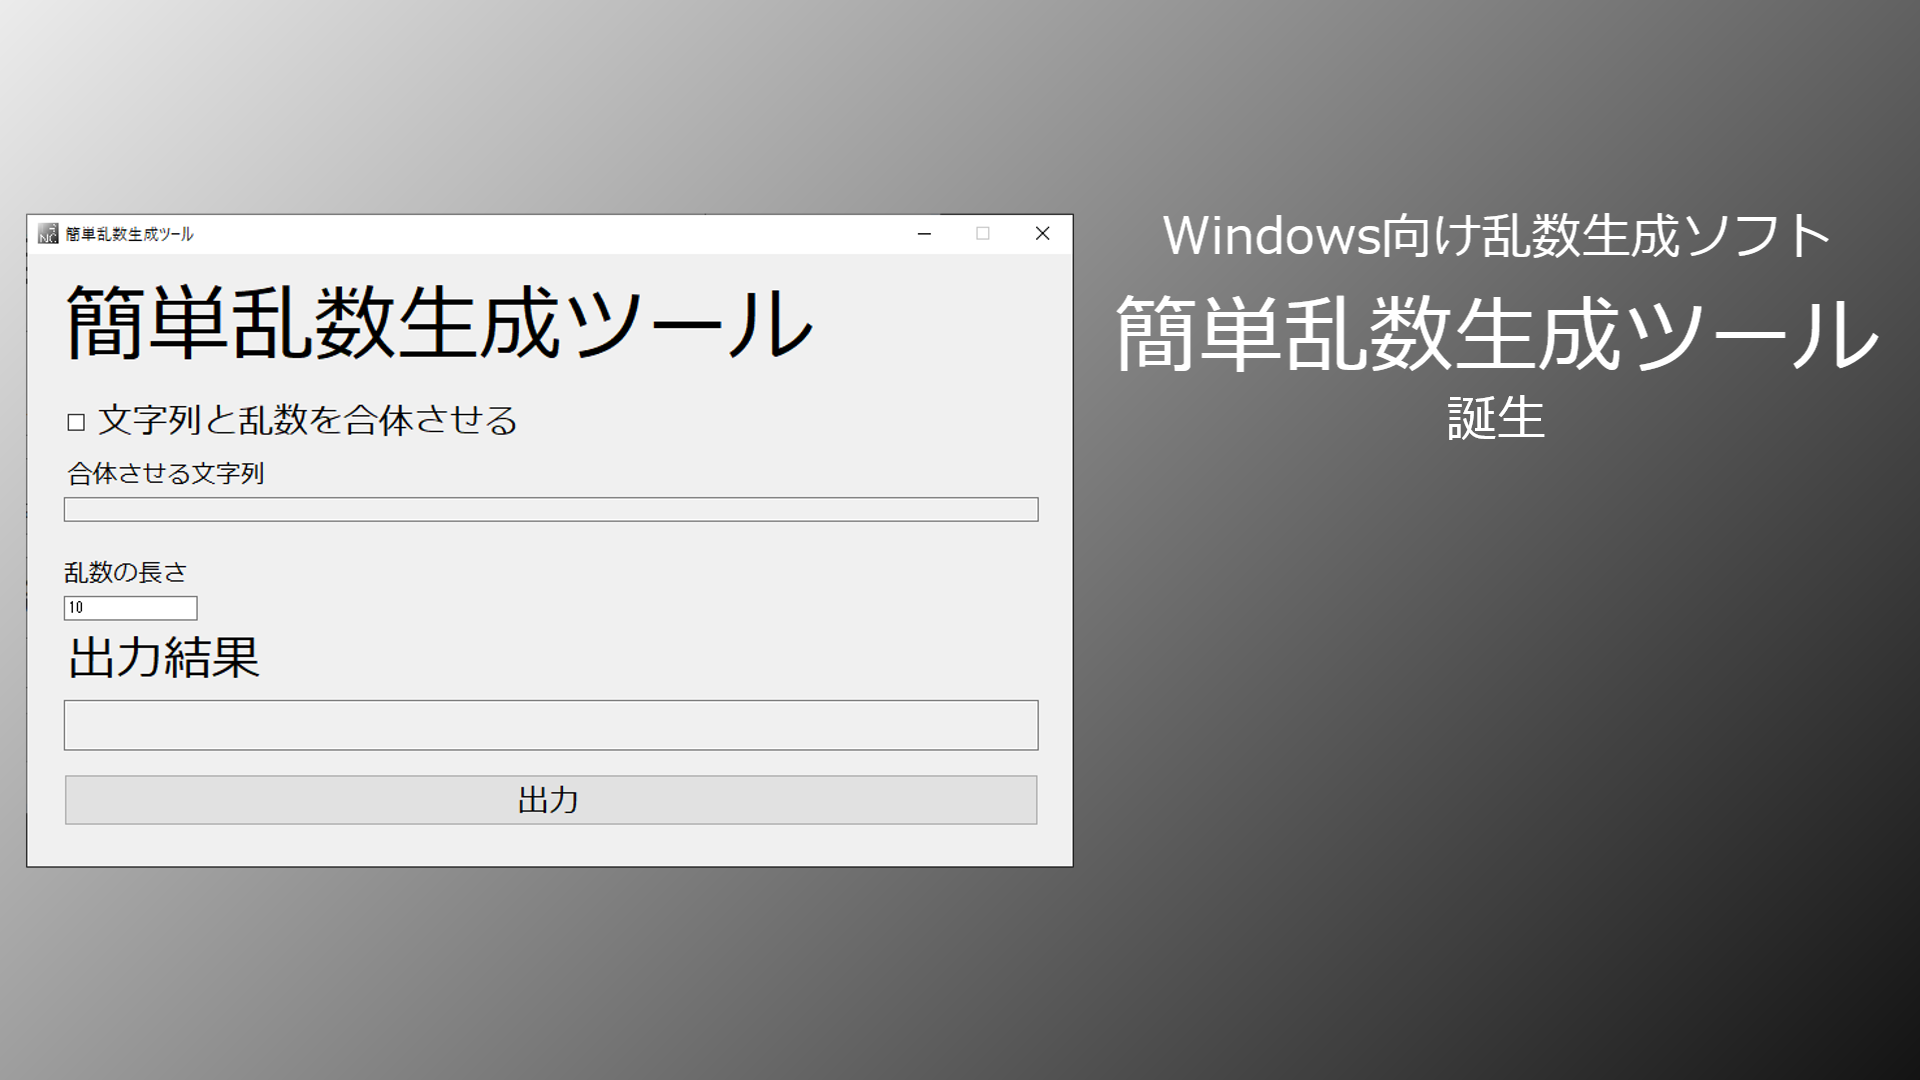 簡単乱数生成ツール
簡単乱数生成ツール
文字列と乱数を合体させる
合体させる文字列
乱数の長さ
10
出力結果
出力
Windows向け乱数生成ソフト
簡単乱数生成ツール
誕生